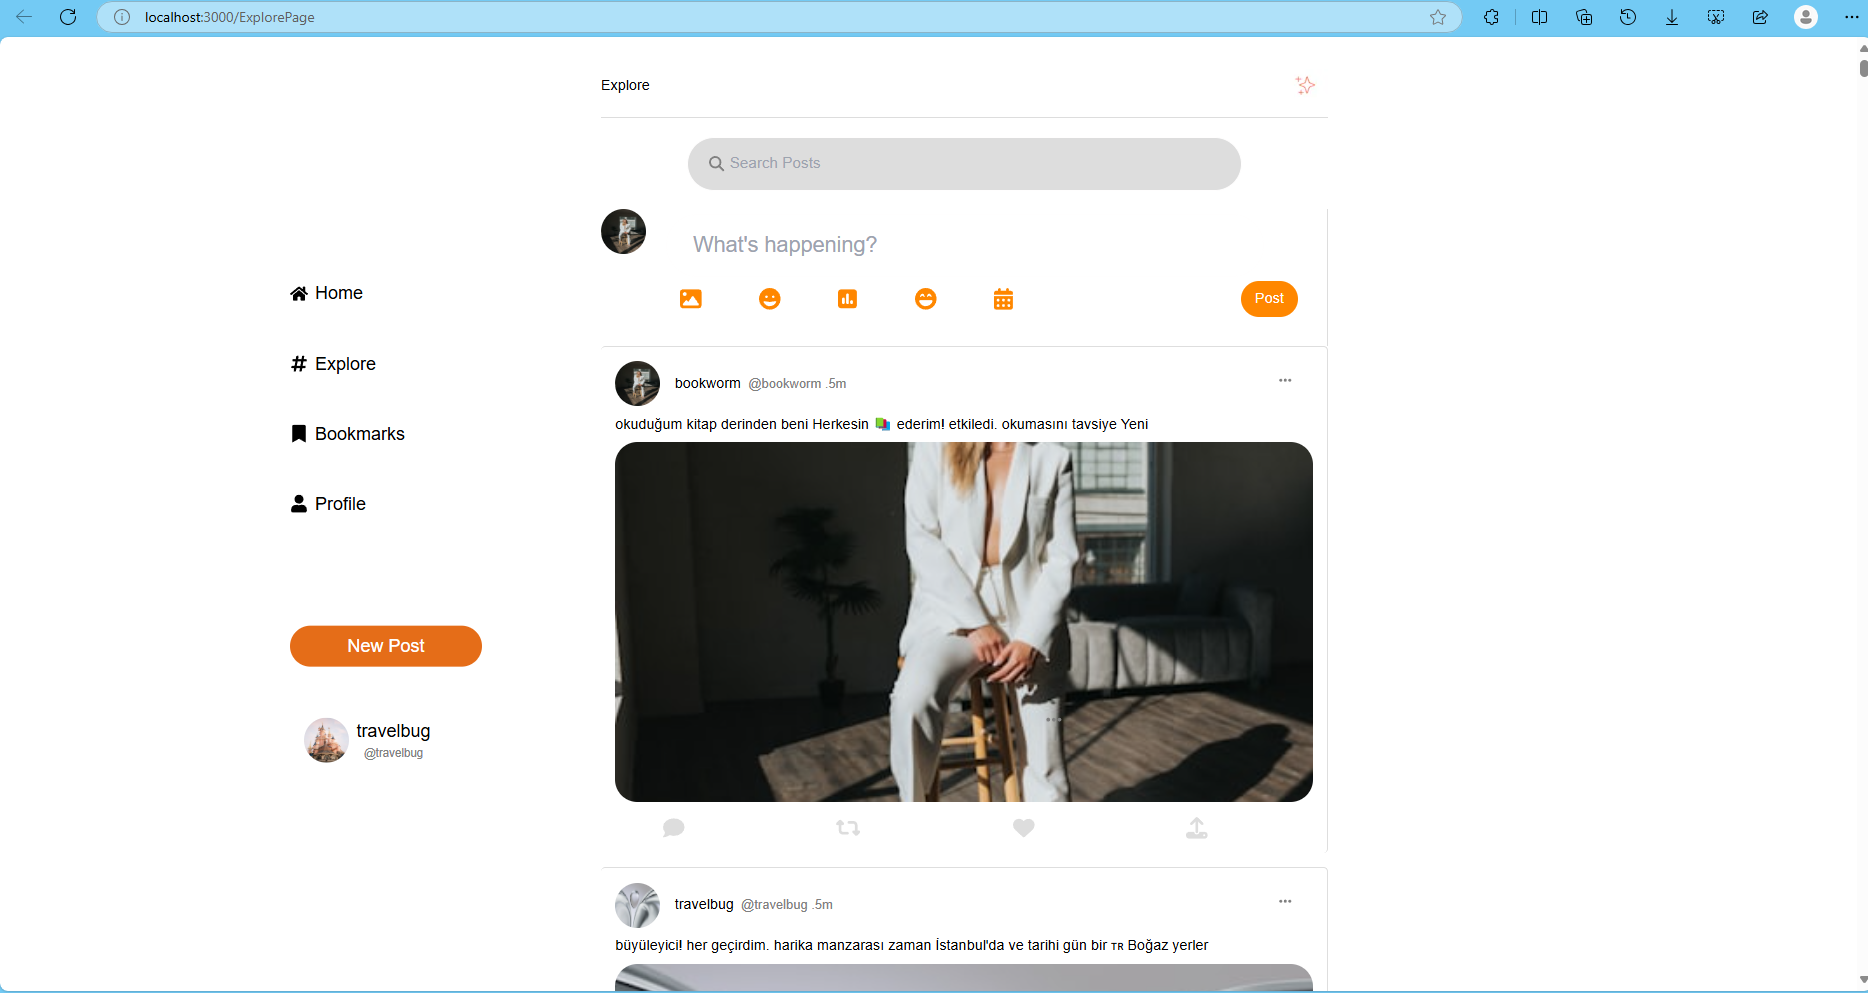 localhost:3000/ExplorePage
Explore
Search Posts
What's happening?
Post
Home
Explore
Bookmarks
Profile
New Post
travelbug
@travelbug
bookworm @bookworm .5m
okuduğum kitap derinden beni Herkesin 📚 ederim! etkiledi. okumasını tavsiye Yeni
travelbug @travelbug .5m
büyüleyici! her geçirdim. harika manzarası zaman İstanbul'da ve tarihi gün bir ᴛʀ Boğaz yerler